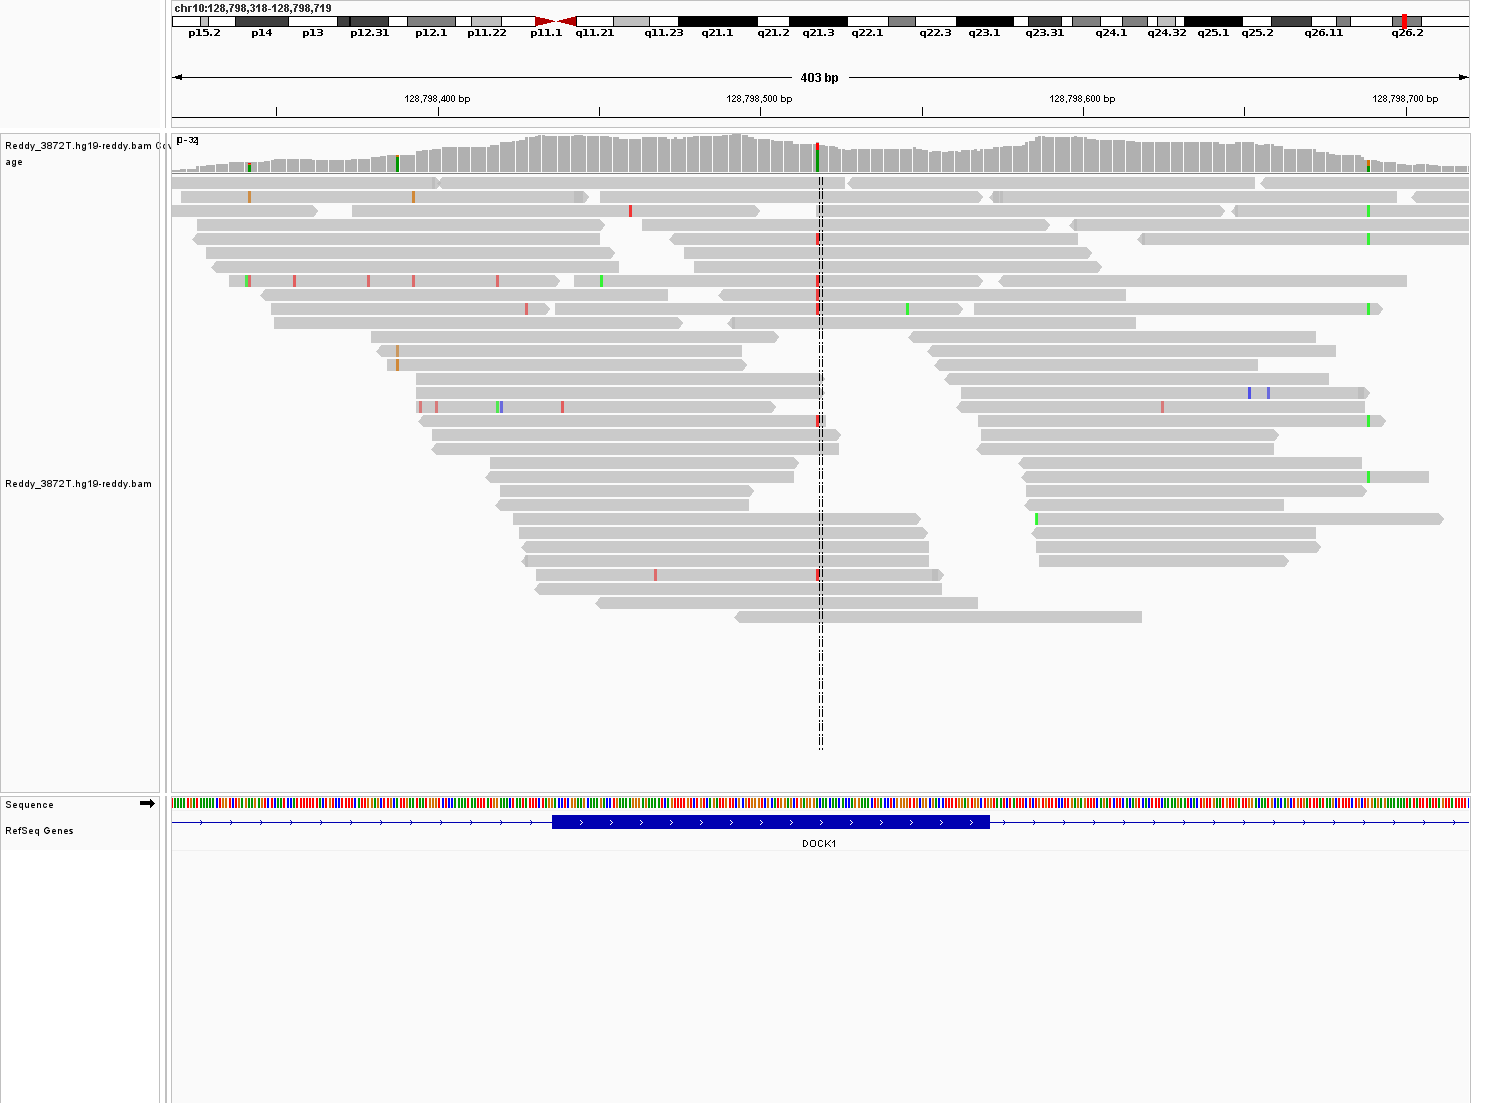 chr10:128,798,318-128,798,719
p15.2 p14 p13 p12.31 p12.1 p11.22 p11.1 q11.21 q11.23 q21.1 q21.2 q21.3 q22.1 q22.3 q23.1 q23.31 q24.1 q24.32 q25.1 q25.2 q26.11 q26.2
403 bp
128,798,400 bp 128,798,500 bp 128,798,600 bp 128,798,700 bp
Reddy_3872T.hg19-reddy.bam Cov
age
[0-32]
Reddy_3872T.hg19-reddy.bam
Sequence
RefSeq Genes
DOCK1